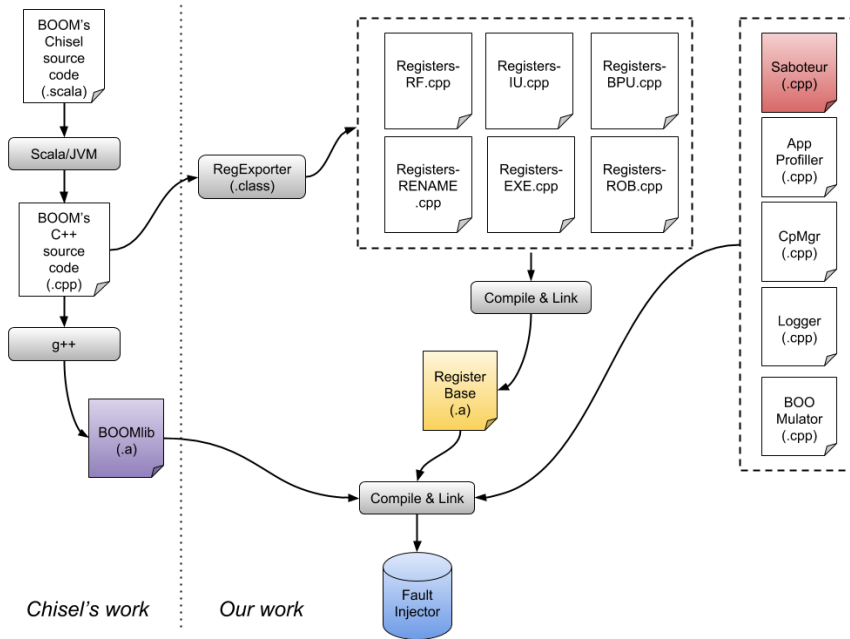 BOOM's
Chisel
source
code
(.scala)
Scala/JVM
BOOM's
C++
source
code
(.cpp)
g++
BOOMlib
(.a)
Chisel's work
RegExporter
(.class)
Registers-
RF.cpp
Registers-
IU.cpp
Registers-
BPU.cpp
Registers-
RENAME
.cpp
Registers-
EXE.cpp
Registers-
ROB.cpp
Compile & Link
Register
Base
(.a)
Compile & Link
Fault
Injector
Our work
Saboteur
(.cpp)
App
Profiller
(.cpp)
CpMgr
(.cpp)
Logger
(.cpp)
BOO
Mulator
(.cpp)